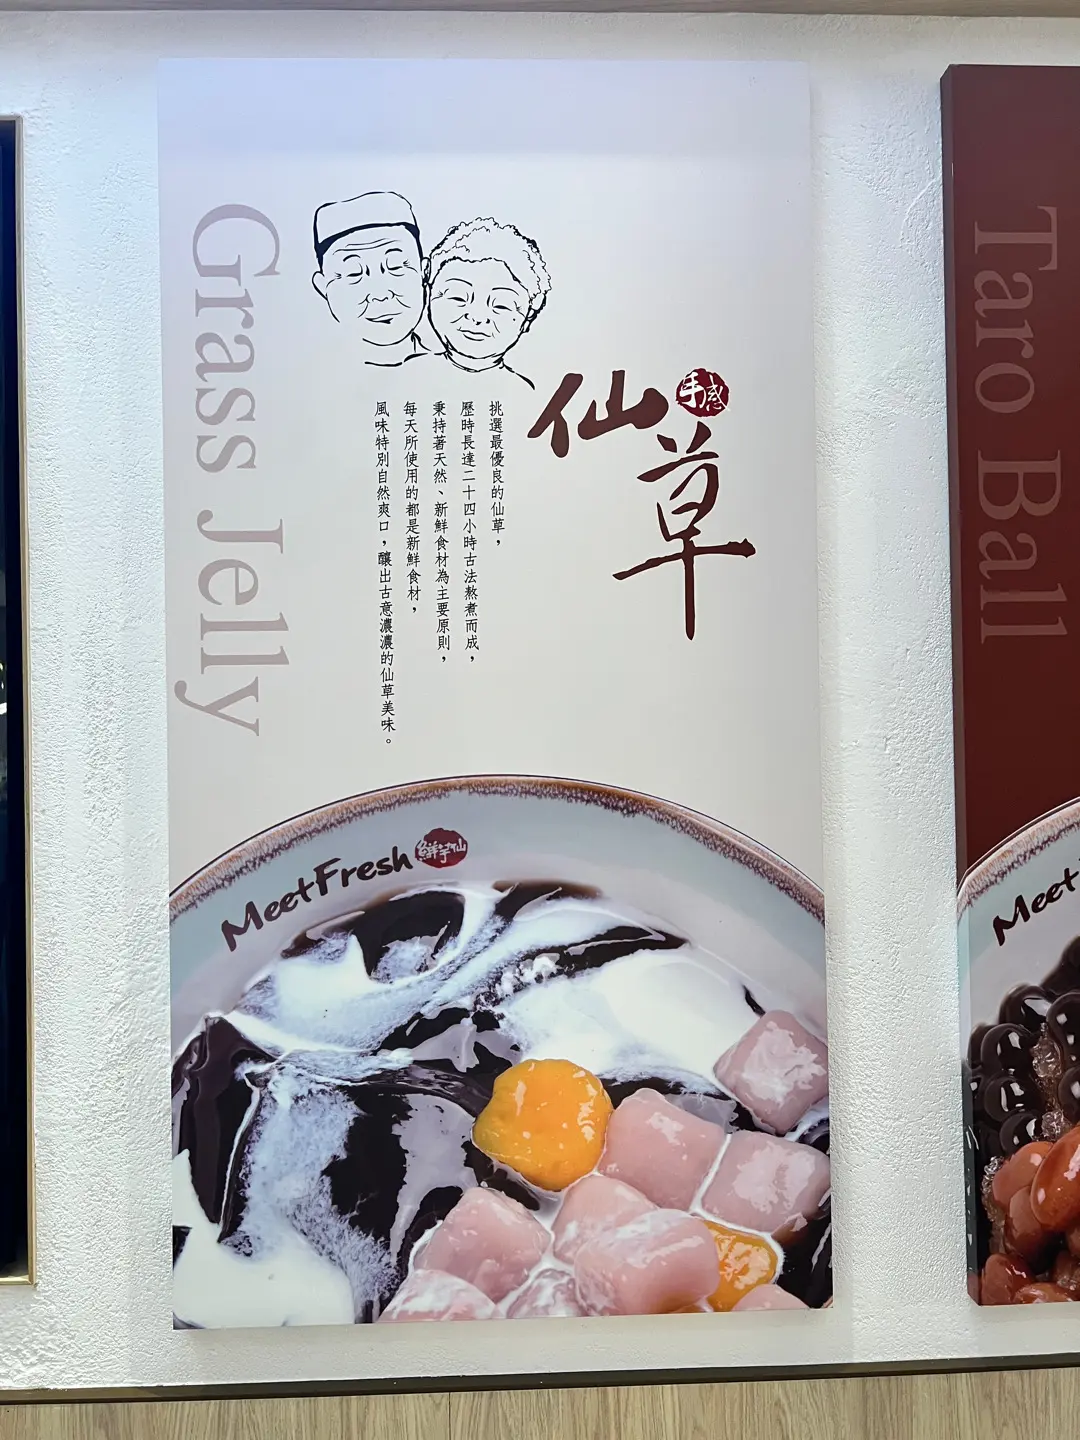 Grass Jelly
手感
仙草
挑選最優良的仙草，
歷時長達二十四小時古法熬煮而成，
秉持著天然、新鮮食材為主要原則，
每天所使用的都是新鮮食材，
風味特別自然爽口，釀出古意濃濃的仙草美味。
MeetFresh 鮮芋仙
Taro Ball
Meet